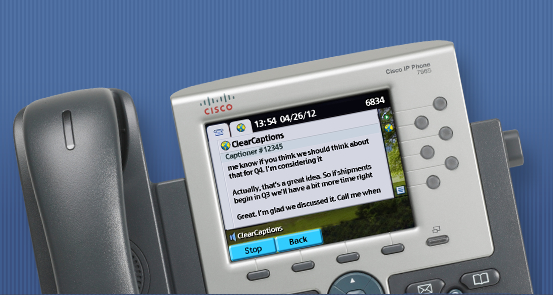 Cisco IP Phone
7965
CISCO
13:54 04/26/12
6834
ClearCaptions
Captioner #12345
me know if you think we should think about
that for Q4. I'm considering it
Actually, that's a great idea. So if shipments
begin in Q3 we'll have a bit more time right
Great. I'm glad we discussed it. Call me when
ClearCaptions
Stop
Back